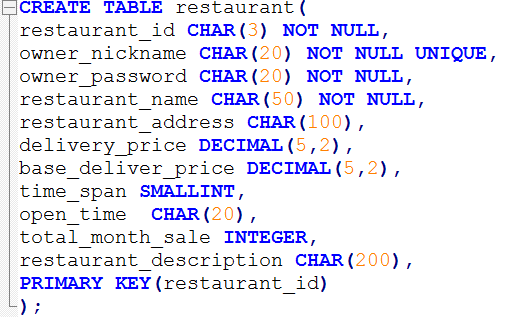 CREATE TABLE restaurant(
restaurant_id CHAR(3) NOT NULL,
owner_nickname CHAR(20) NOT NULL UNIQUE,
owner_password CHAR(20) NOT NULL,
restaurant_name CHAR(50) NOT NULL,
restaurant_address CHAR(100),
delivery_price DECIMAL(5,2),
base_deliver_price DECIMAL(5,2),
time_span SMALLINT,
open_time  CHAR(20),
total_month_sale INTEGER,
restaurant_description CHAR(200),
PRIMARY KEY(restaurant_id)
);